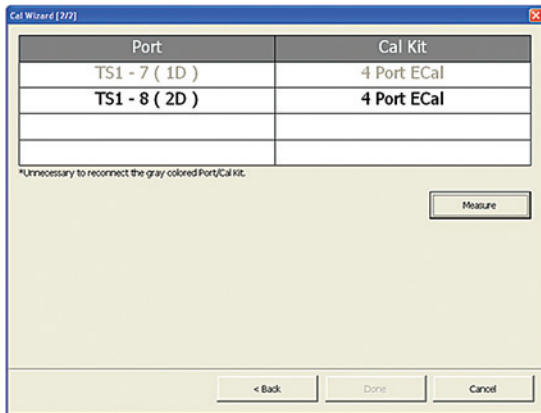 Cal Wizard [2/2]
Port Cal Kit
TS1 - 7 ( 1D ) 4 Port ECal
TS1 - 8 ( 2D ) 4 Port ECal
*Unnecessary to reconnect the gray colored Port/Cal Kit.
Measure
< Back Done Cancel